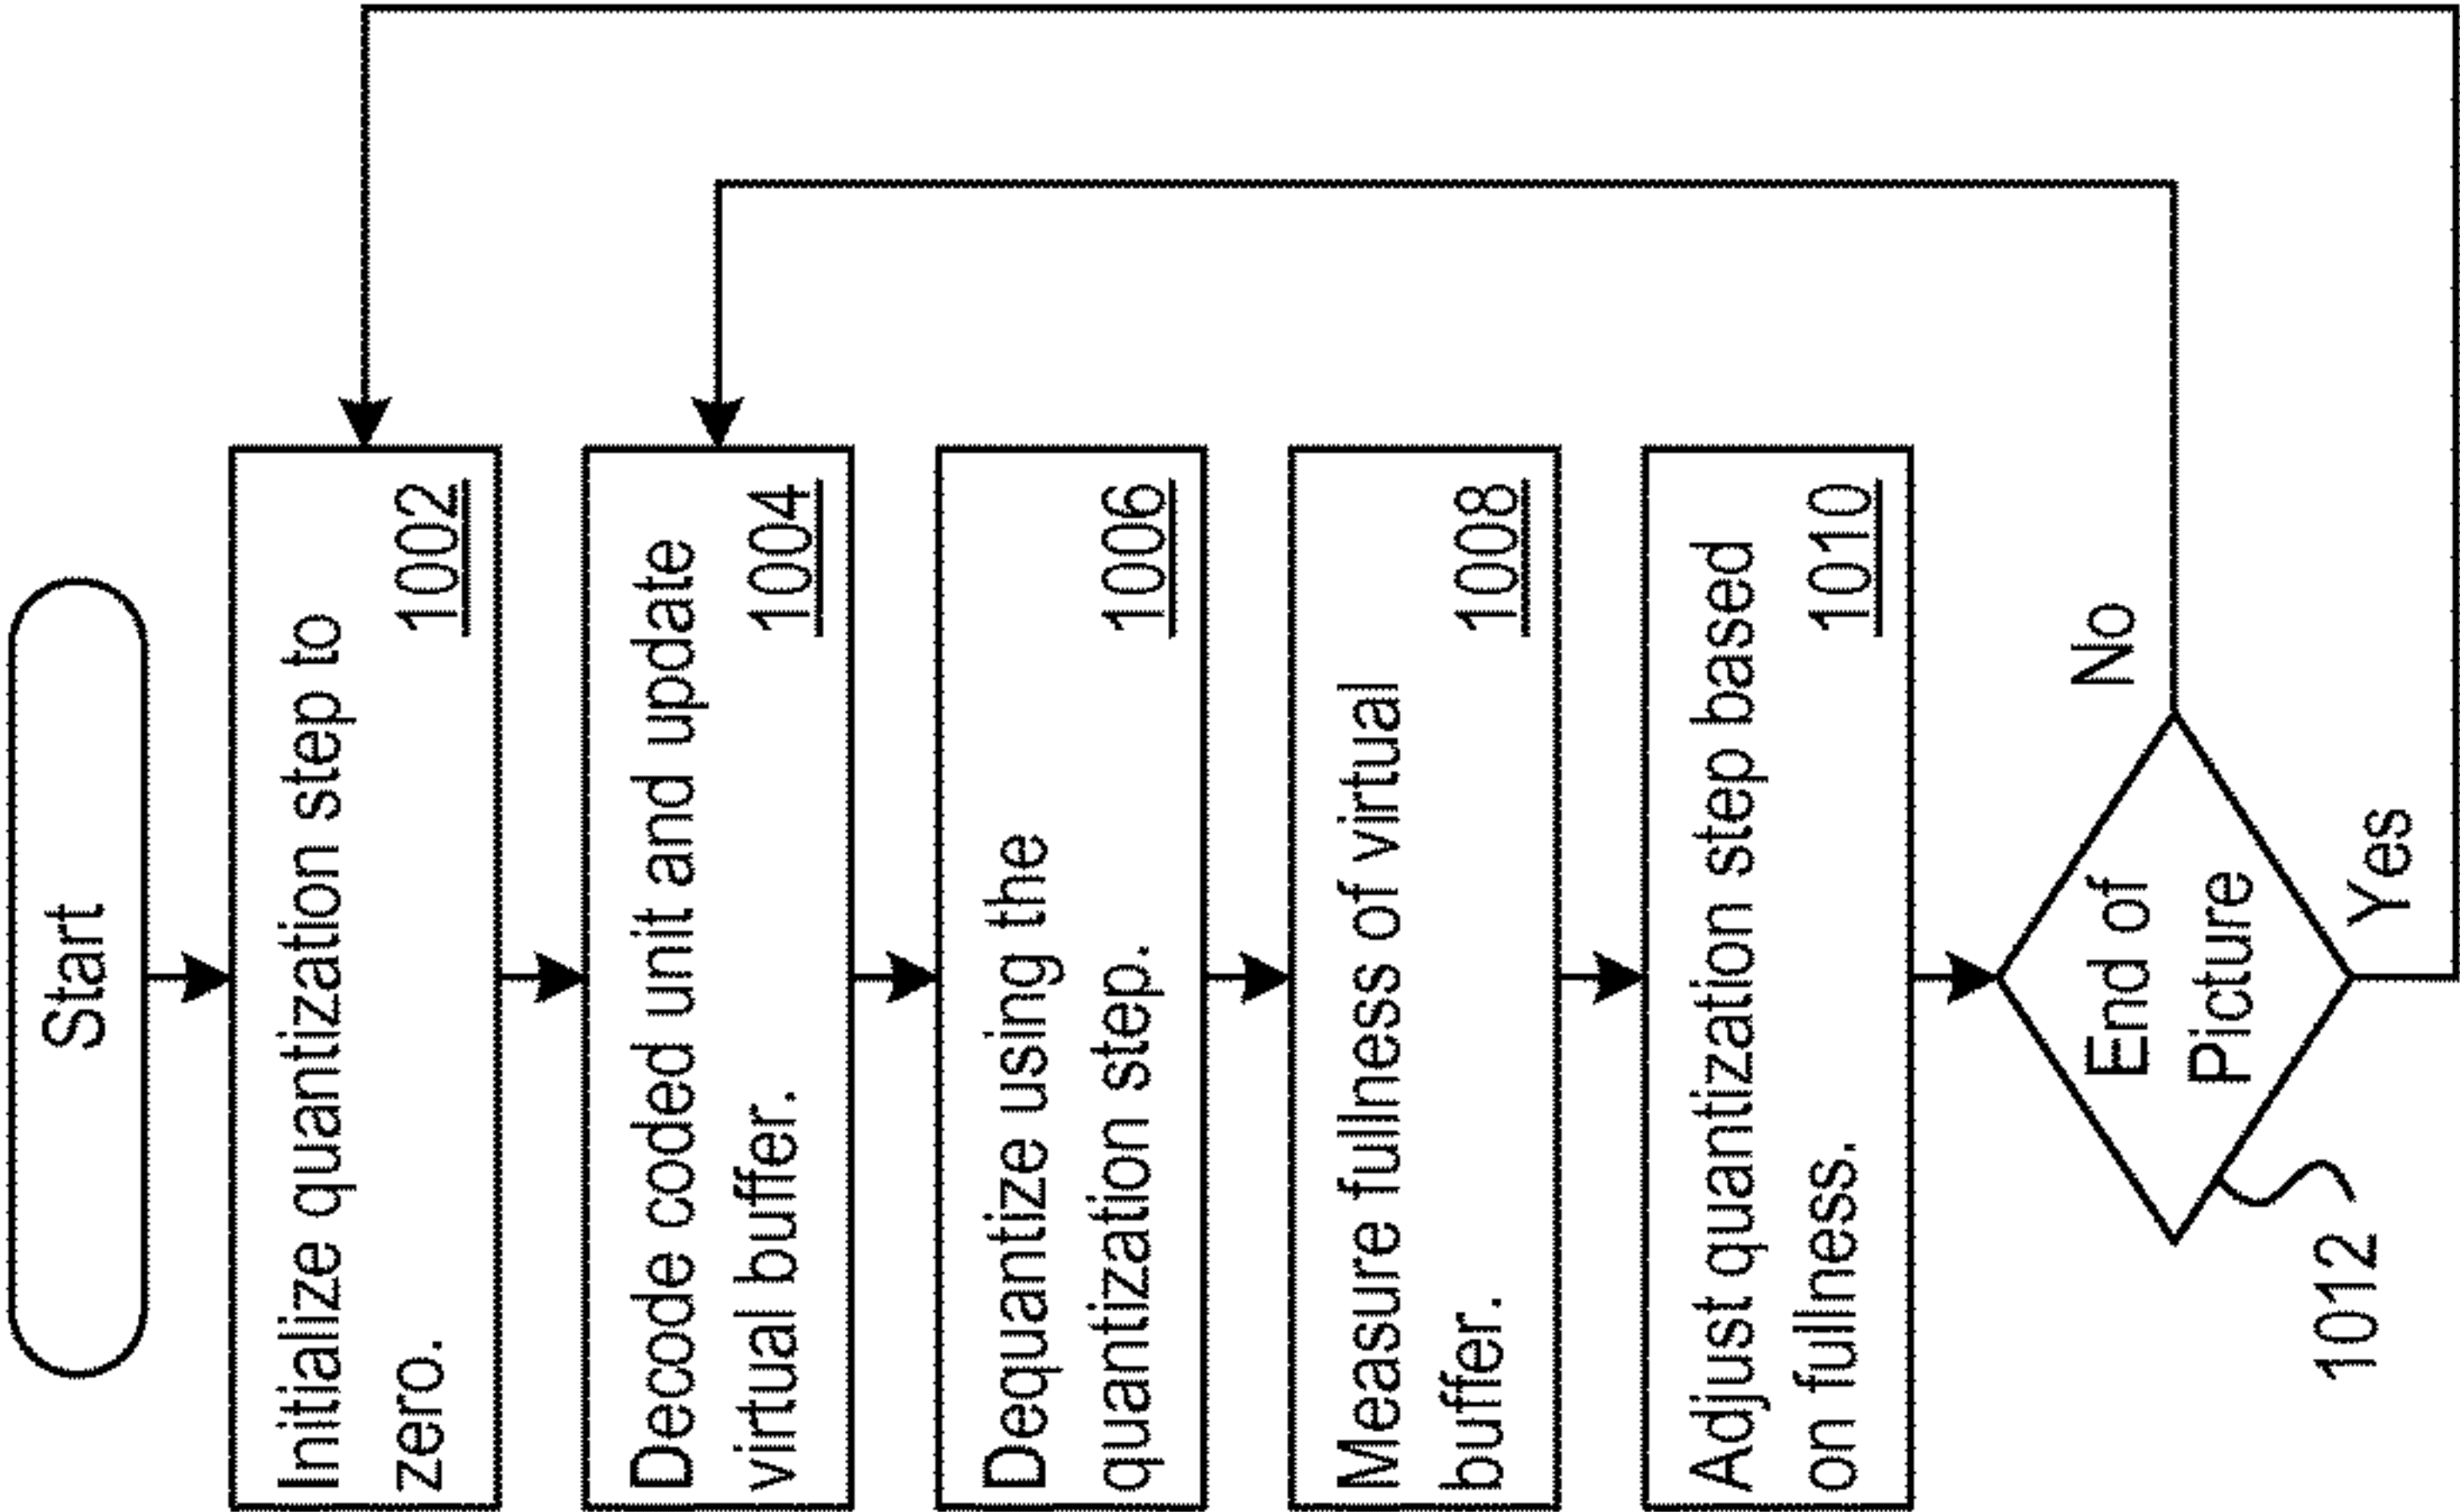 Start
Initialize quantization step to
zero.
1002
Decode coded unit and update
virtual buffer.
1004
Dequantize using the
quantization step.
1006
Measure fullness of virtual
buffer.
1008
Adjust quantization step based
on fullness.
1010
End of
Picture
No
Yes
1012